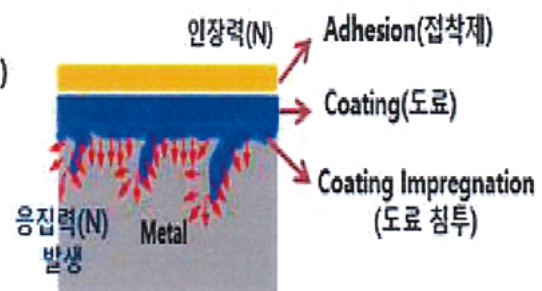 인장력(N)
Adhesion(접착제)
)
Coating(도료)
Coating Impregnation
(도료 침투)
응집력(N)
발생
Metal